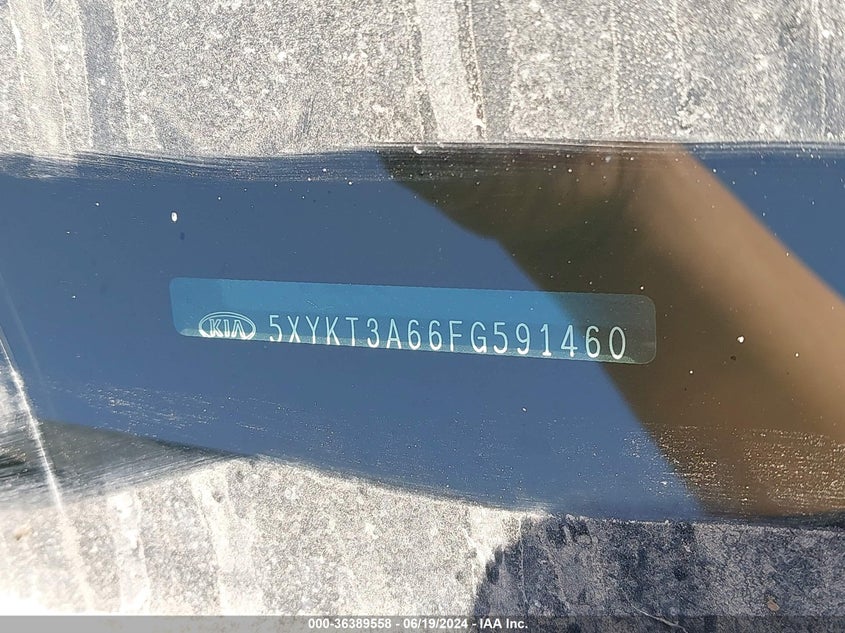 KIA 5XYKT3A66FG591460
000-36389558 - 06/19/2024 - IAA Inc.